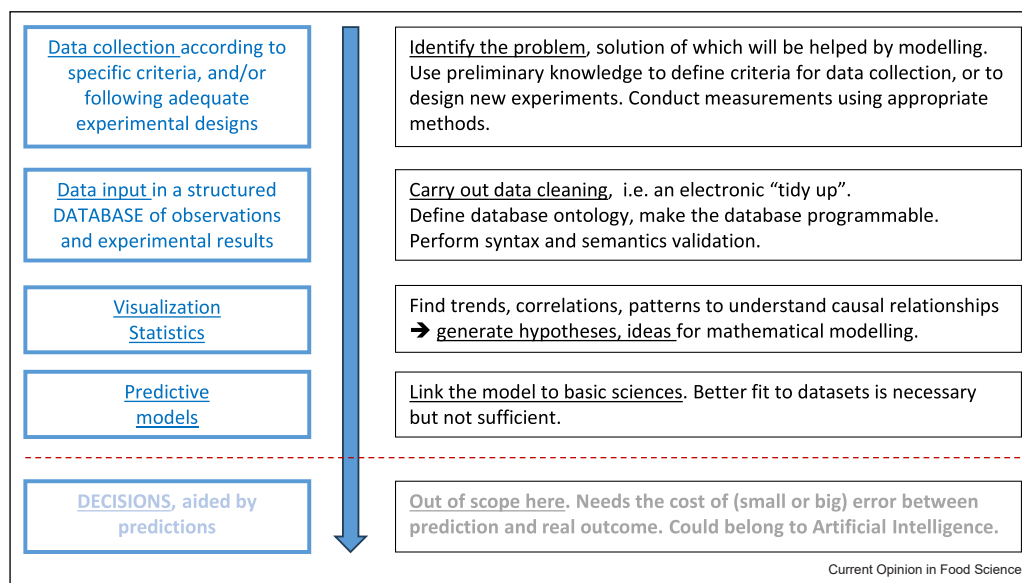 Data collection according to
specific criteria, and/or
following adequate
experimental designs
Identify the problem, solution of which will be helped by modelling.
Use preliminary knowledge to define criteria for data collection, or to
design new experiments. Conduct measurements using appropriate
methods.
Data input in a structured
DATABASE of observations
and experimental results
Carry out data cleaning, i.e. an electronic “tidy up”.
Define database ontology, make the database programmable.
Perform syntax and semantics validation.
Visualization
Statistics
Find trends, correlations, patterns to understand causal relationships
➔ generate hypotheses, ideas for mathematical modelling.
Predictive
models
Link the model to basic sciences. Better fit to datasets is necessary
but not sufficient.
DECISIONS, aided by
predictions
Out of scope here. Needs the cost of (small or big) error between
prediction and real outcome. Could belong to Artificial Intelligence.
Current Opinion in Food Science